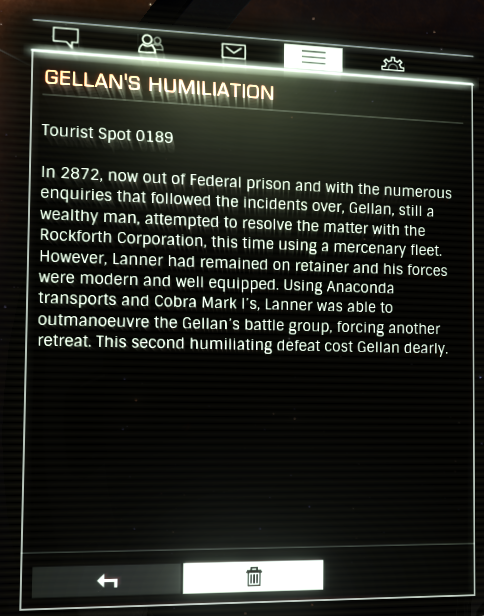 GELLAN'S HUMILIATION
Tourist Spot 0189
In 2872, now out of Federal prison and with the numerous
enquiries that followed the incidents over, Gellan, still a
wealthy man, attempted to resolve the matter with the
Rockforth Corporation, this time using a mercenary fleet.
However, Lanner had remained on retainer and his forces
were modern and well equipped. Using Anaconda
transports and Cobra Mark I's, Lanner was able to
outmanoeuvre the Gellan's battle group, forcing another
retreat. This second humiliating defeat cost Gellan dearly.